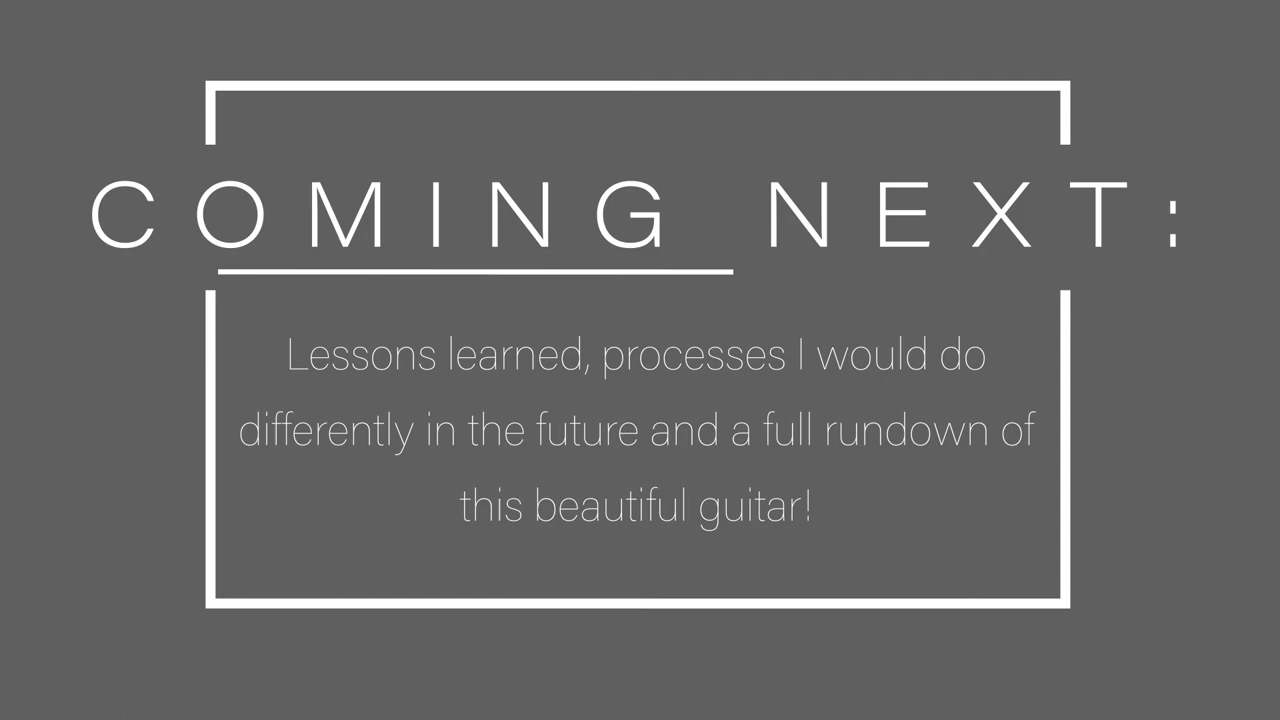 COMING NEXT:
Lessons learned, processes I would do
differently in the future and a full rundown of
this beautiful guitar!